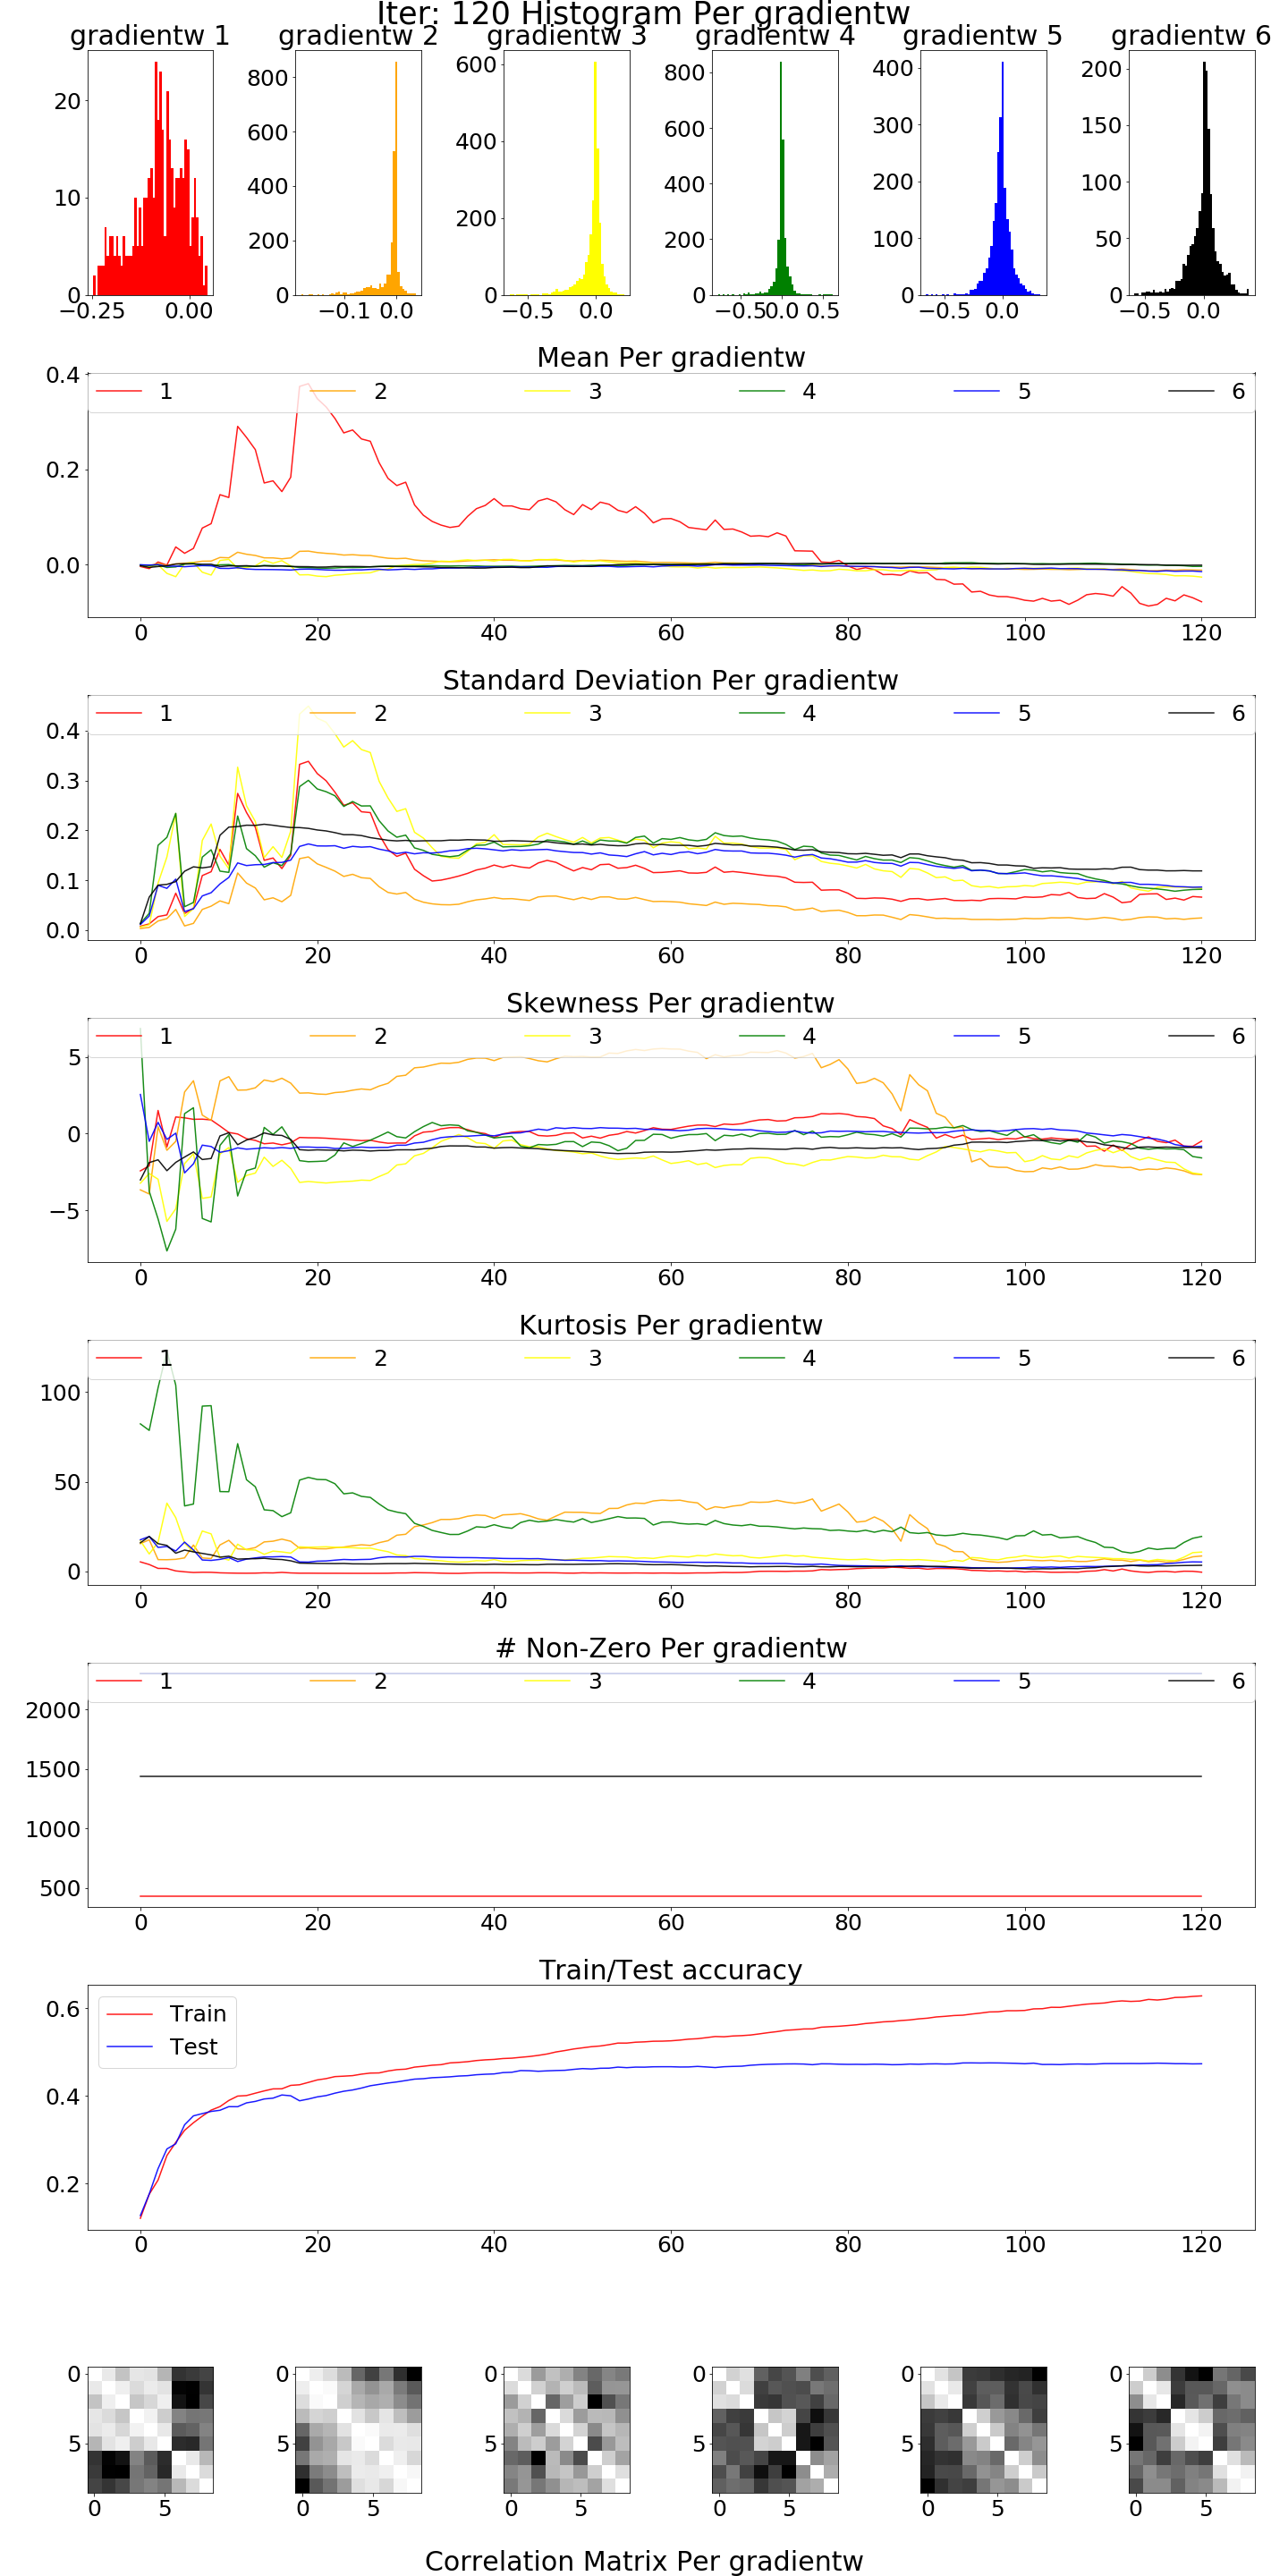 Iter: 120 Histogram Per gradientw
gradientw 1 gradientw 2 gradientw 3 gradientw 4 gradientw 5 gradientw 6
20
10
0
−0.25 0.00
800
600
400
200
0
−0.1 0.0
600
400
200
0
−0.5 0.0
800
600
400
200
0
−0.5 0.0 0.5
400
300
200
100
0
−0.5 0.0
200
150
100
50
0
−0.5 0.0
Mean Per gradientw
1 2 3 4 5 6
0.4
0.2
0.0
0 20 40 60 80 100 120
Standard Deviation Per gradientw
1 2 3 4 5 6
0.4
0.3
0.2
0.1
0.0
0 20 40 60 80 100 120
Skewness Per gradientw
1 2 3 4 5 6
5
0
−5
0 20 40 60 80 100 120
Kurtosis Per gradientw
1 2 3 4 5 6
100
50
0
0 20 40 60 80 100 120
# Non-Zero Per gradientw
1 2 3 4 5 6
2000
1500
1000
500
0 20 40 60 80 100 120
Train/Test accuracy
Train
Test
0.6
0.4
0.2
0 20 40 60 80 100 120
0 0 0 0 0 0
5 5 5 5 5 5
0 5 0 5 0 5 0 5 0 5 0 5
Correlation Matrix Per gradientw